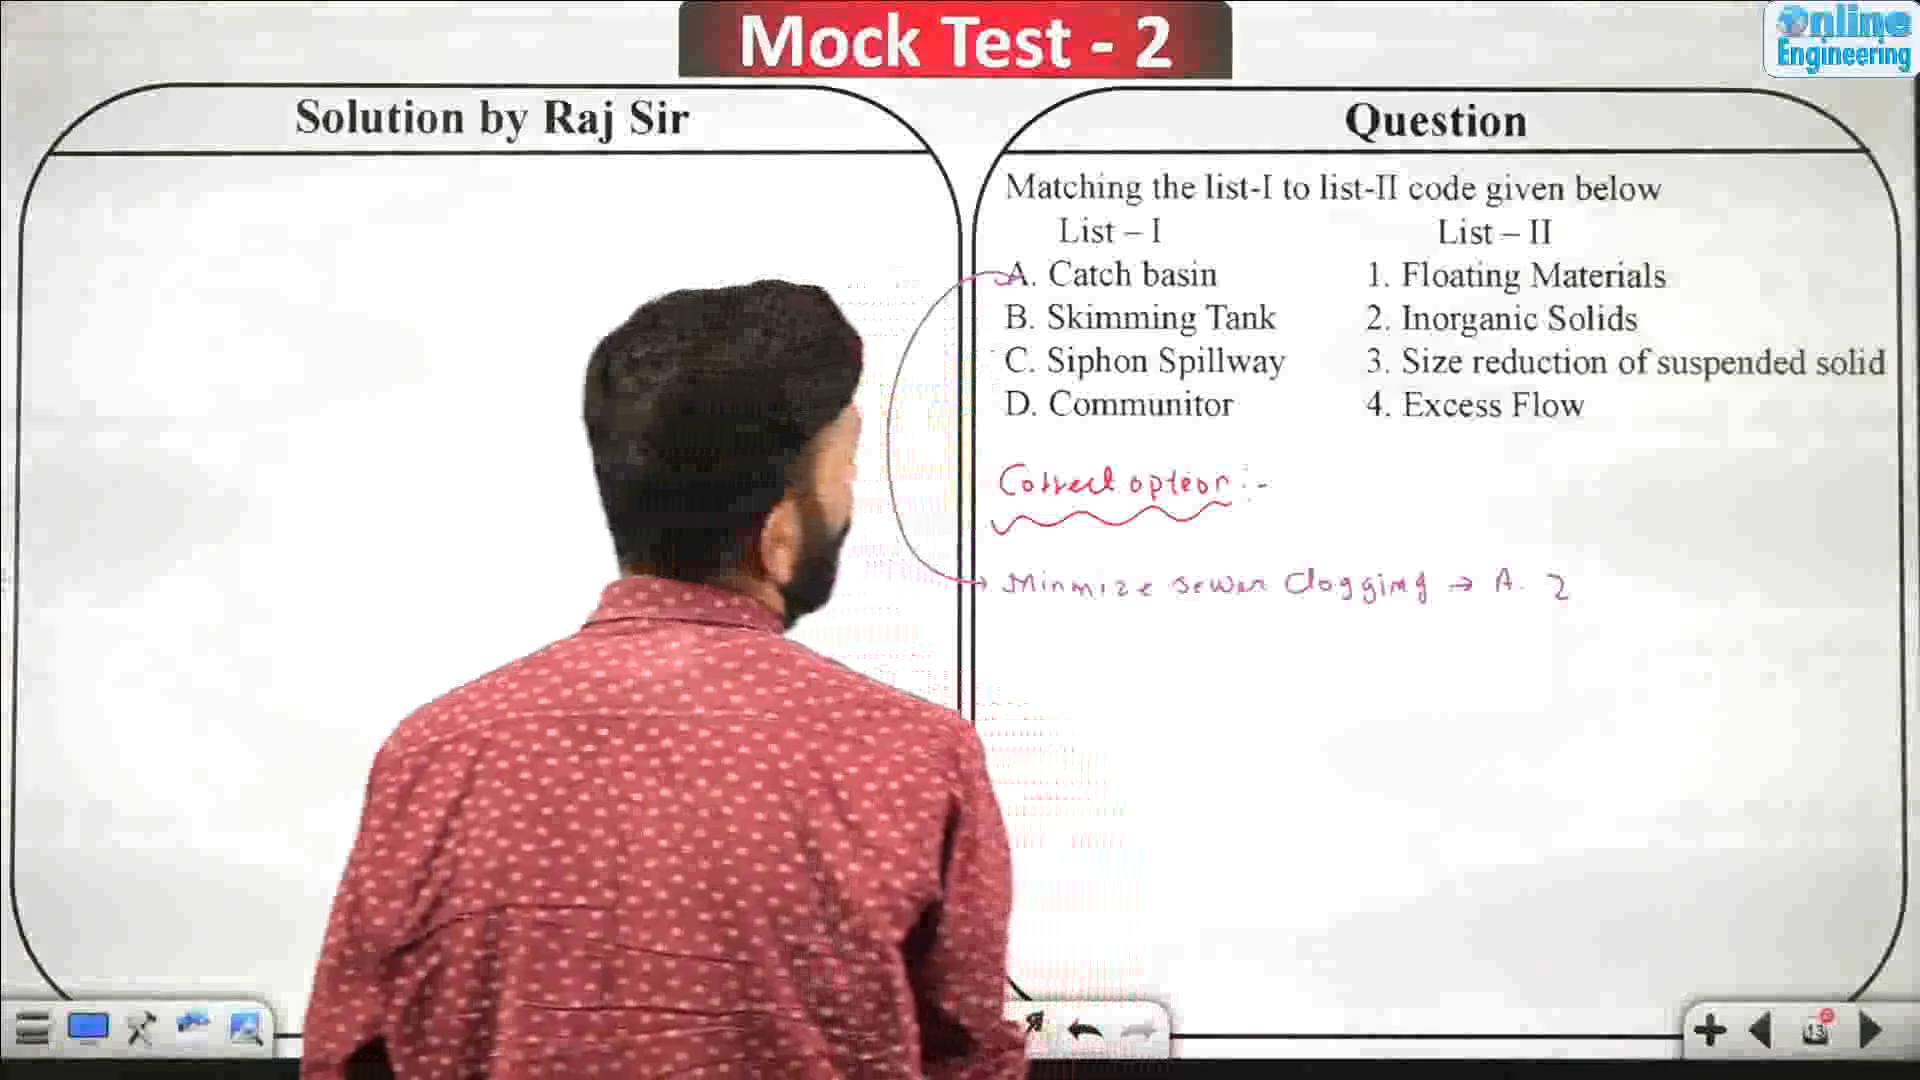 Mock Test - 2
Online
Engineering
Solution by Raj Sir
Question
Matching the list-I to list-II code given below
List – I List – II
A. Catch basin 1. Floating Materials
B. Skimming Tank 2. Inorganic Solids
C. Siphon Spillway 3. Size reduction of suspended solid
D. Communitor 4. Excess Flow
Correct option :-
→ Minmize sewer Clogging → A. 2
13